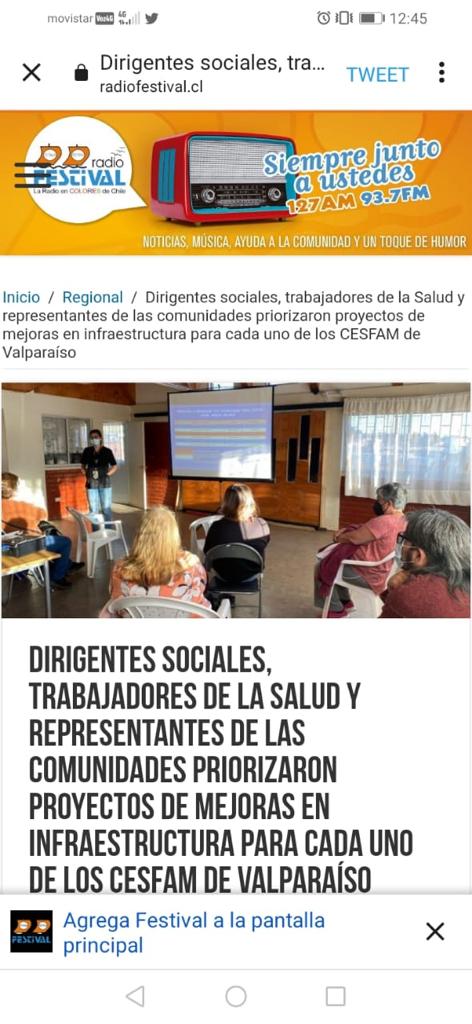 movistar VoLTE 4G 12:45
Dirigentes sociales, tra...
radiofestival.cl
TWEET
radio
FESTIVAL
La Radio en COLORES de Chile
Siempre junto
a ustedes
127AM 93.7FM
NOTICIAS, MÚSICA, AYUDA A LA COMUNIDAD Y UN TOQUE DE HUMOR
Inicio / Regional / Dirigentes sociales, trabajadores de la Salud y
representantes de las comunidades priorizaron proyectos de
mejoras en infraestructura para cada uno de los CESFAM de
Valparaíso
DIRIGENTES SOCIALES,
TRABAJADORES DE LA SALUD Y
REPRESENTANTES DE LAS
COMUNIDADES PRIORIZARON
PROYECTOS DE MEJORAS EN
INFRAESTRUCTURA PARA CADA UNO
DE LOS CESFAM DE VALPARAÍSO
FESTIVAL
Agrega Festival a la pantalla
principal